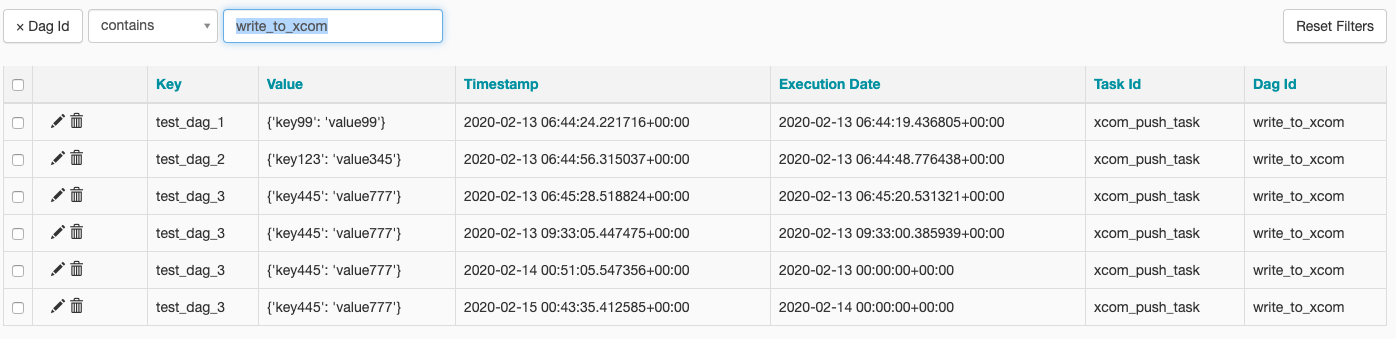 × Dag Id contains write_to_xcom Reset Filters
Key Value Timestamp Execution Date Task Id Dag Id
test_dag_1 {'key99': 'value99'} 2020-02-13 06:44:24.221716+00:00 2020-02-13 06:44:19.436805+00:00 xcom_push_task write_to_xcom
test_dag_2 {'key123': 'value345'} 2020-02-13 06:44:56.315037+00:00 2020-02-13 06:44:48.776438+00:00 xcom_push_task write_to_xcom
test_dag_3 {'key445': 'value777'} 2020-02-13 06:45:28.518824+00:00 2020-02-13 06:45:20.531321+00:00 xcom_push_task write_to_xcom
test_dag_3 {'key445': 'value777'} 2020-02-13 09:33:05.447475+00:00 2020-02-13 09:33:00.385939+00:00 xcom_push_task write_to_xcom
test_dag_3 {'key445': 'value777'} 2020-02-14 00:51:05.547356+00:00 2020-02-13 00:00:00+00:00 xcom_push_task write_to_xcom
test_dag_3 {'key445': 'value777'} 2020-02-15 00:43:35.412585+00:00 2020-02-14 00:00:00+00:00 xcom_push_task write_to_xcom